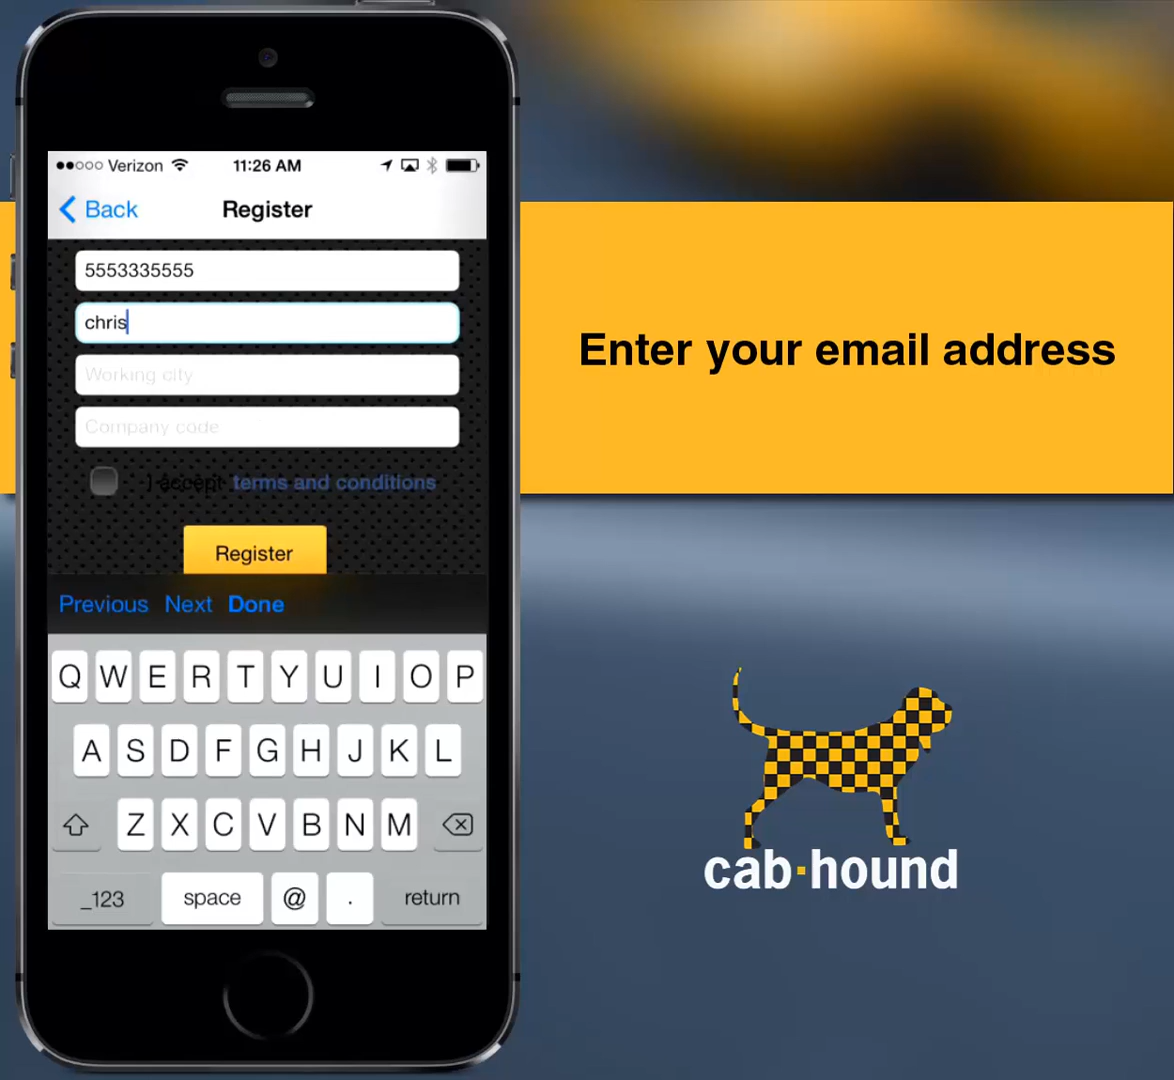 Verizon 11:26 AM
Back Register
5553335555
chris
Working city
Company code
I accept terms and conditions
Register
Previous Next Done
Q W E R T Y U I O P
A S D F G H J K L
Z X C V B N M
_123 space @ . return
Enter your email address
cab·hound